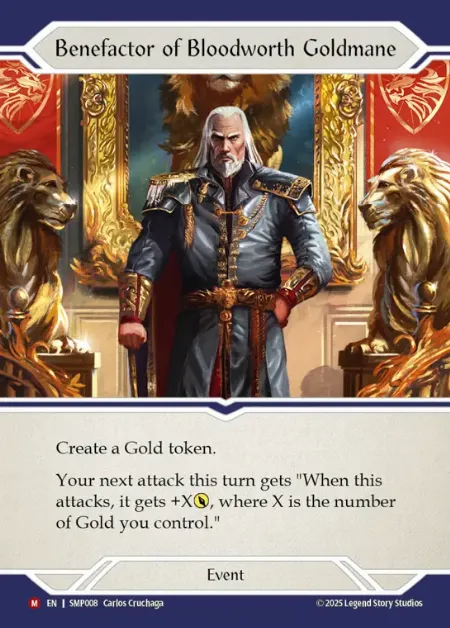 Benefactor of Bloodworth Goldmane
Create a Gold token.
Your next attack this turn gets "When this
attacks, it gets +X, where X is the number
of Gold you control."
Event
M EN | SMP008 Carlos Cruchaga © 2025 Legend Story Studios